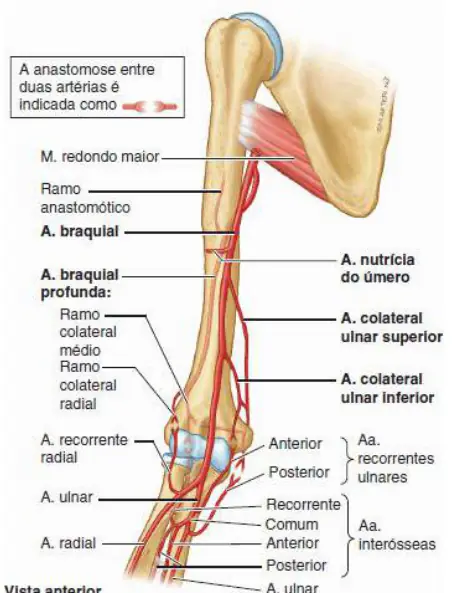 A anastomose entre
duas artérias é
indicada como
M. redondo maior
Ramo
anastomótico
A. braquial
A. braquial
profunda:
Ramo
colateral
médio
Ramo
colateral
radial
A. recorrente
radial
A. ulnar
A. radial
Vista anterior
A. nutrícia
do úmero
A. colateral
ulnar superior
A. colateral
ulnar inferior
Anterior
Posterior
Aa.
recorrentes
ulnares
Recorrente
Comum
Anterior
Posterior
Aa.
interósseas
A. ulnar